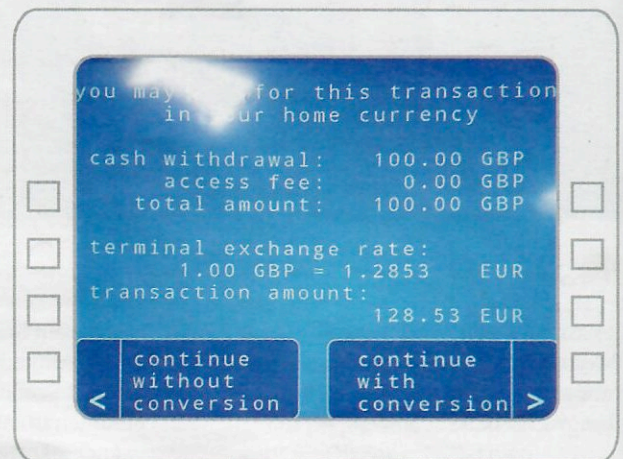 you may for this transaction
in your home currency
cash withdrawal: 100.00 GBP
access fee: 0.00 GBP
total amount: 100.00 GBP
terminal exchange rate:
1.00 GBP = 1.2853 EUR
transaction amount:
128.53 EUR
continue
without
< conversion
continue
with
conversion >